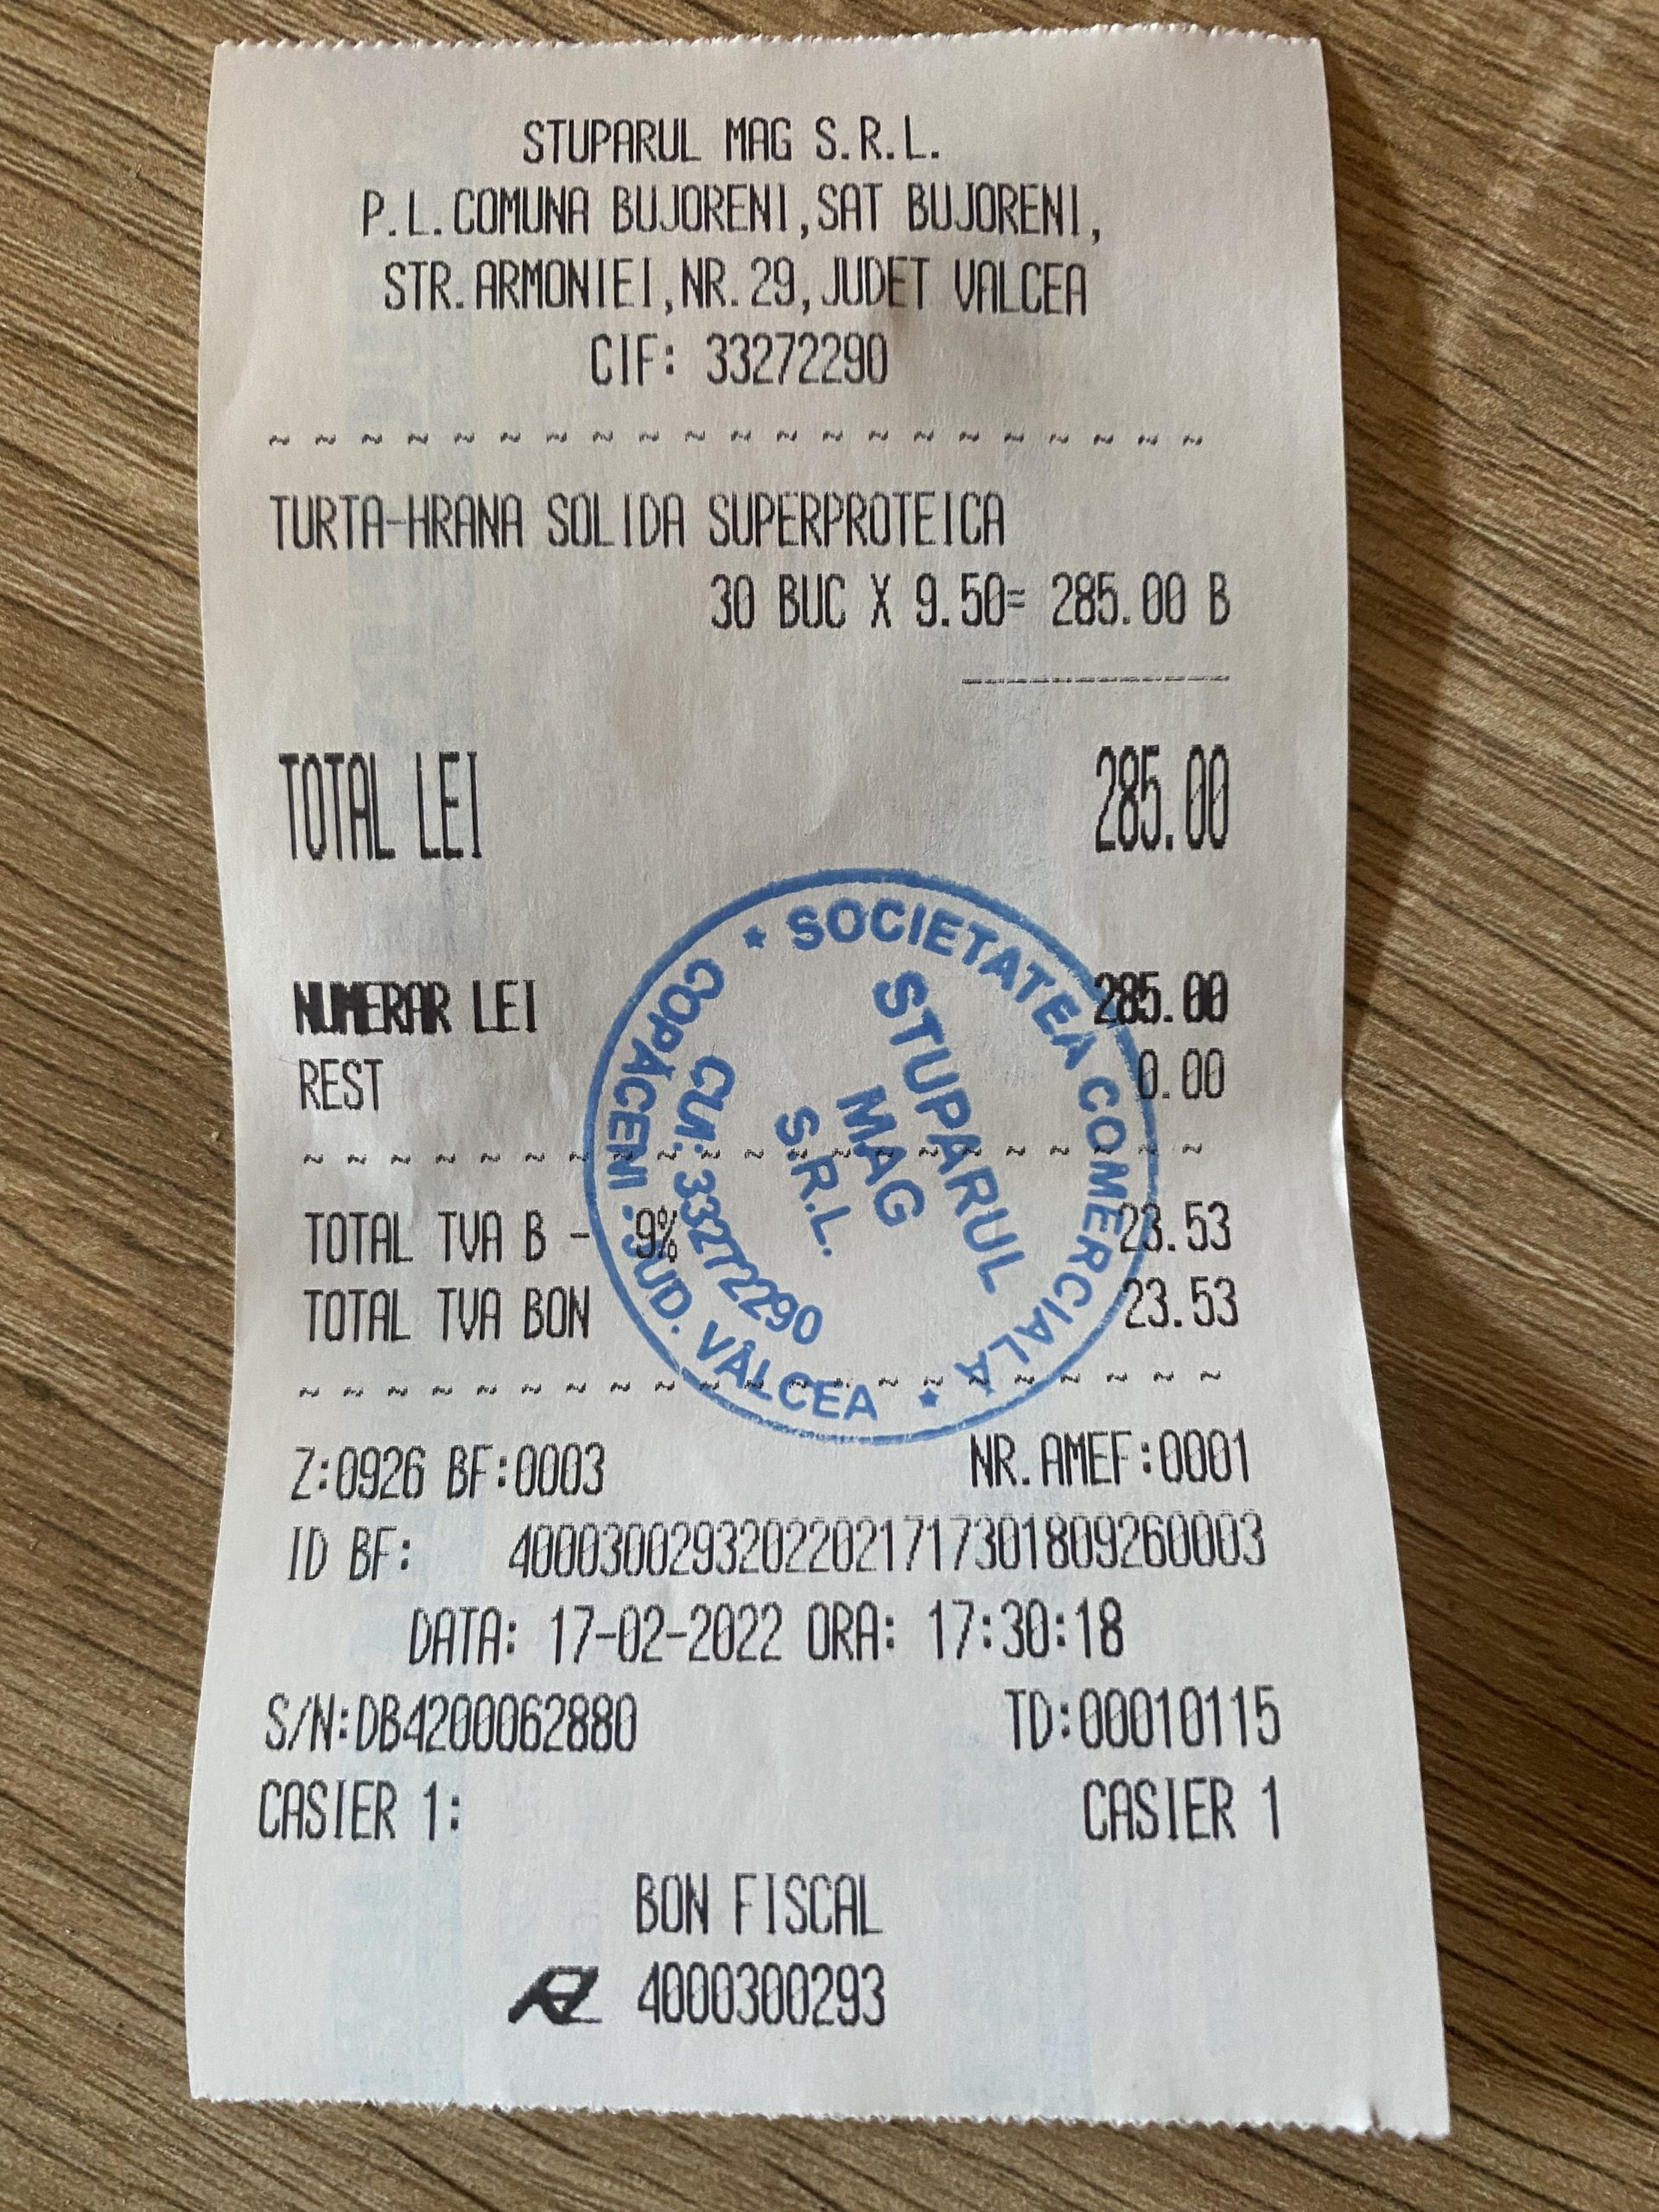 STUPARUL MAG S.R.L.
P.L.COMUNA BUJORENI,SAT BUJORENI,
STR.ARMONIEI,NR.29,JUDET VALCEA
CIF: 33272290
~ ~ ~ ~ ~ ~ ~ ~ ~ ~ ~ ~ ~ ~ ~ ~ ~ ~ ~ ~ ~
TURTA-HRANA SOLIDA SUPERPROTEICA
30 BUC X 9.50= 285.00 B
------------
TOTAL LEI 285.00
NUMERAR LEI 285.00
REST 0.00
~ ~ ~ ~ ~ ~ ~ ~ ~ ~ ~ ~ ~ ~ ~ ~ ~ ~ ~ ~ ~
TOTAL TVA B - 9% 23.53
TOTAL TVA BON 23.53
~ ~ ~ ~ ~ ~ ~ ~ ~ ~ ~ ~ ~ ~ ~ ~ ~ ~ ~ ~ ~
* SOCIETATEA COMERCIALĂ *
COPĂCENI - JUD. VÂLCEA
STUPARUL
MAG
S.R.L.
CUI: 33272290
Z:0926 BF:0003 NR.AMEF:0001
ID BF: 40003002932022021717301809260003
DATA: 17-02-2022 ORA: 17:30:18
S/N:DB4200062880 TD:00010115
CASIER 1: CASIER 1
BON FISCAL
4000300293